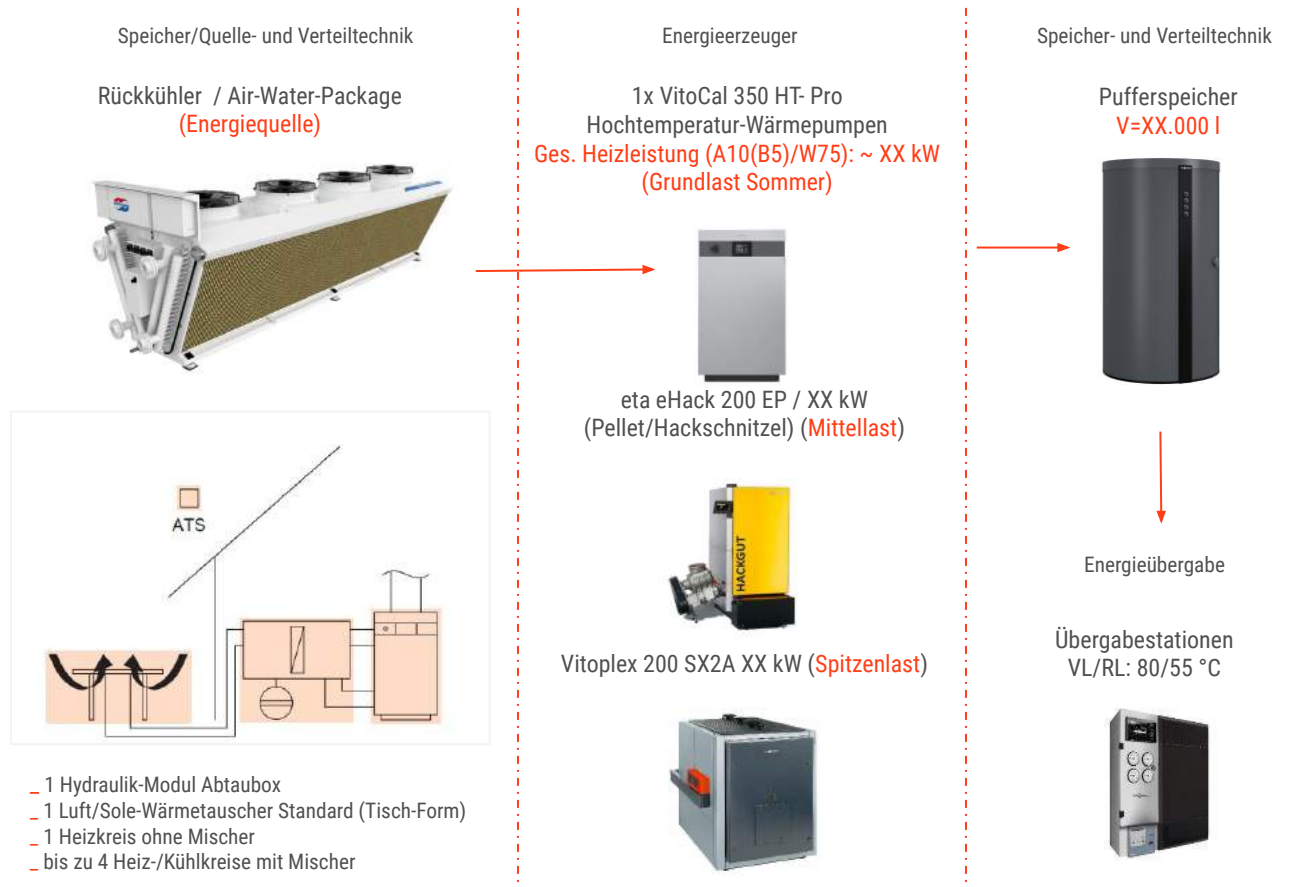 Speicher/Quelle- und Verteiltechnik
Rückkühler / Air-Water-Package
(Energiequelle)
ATS
_ 1 Hydraulik-Modul Abtaubox
_ 1 Luft/Sole-Wärmetauscher Standard (Tisch-Form)
_ 1 Heizkreis ohne Mischer
_ bis zu 4 Heiz-/Kühlkreise mit Mischer
Energieerzeuger
1x VitoCal 350 HT- Pro
Hochtemperatur-Wärmepumpen
Ges. Heizleistung (A10(B5)/W75): ~ XX kW
(Grundlast Sommer)
eta eHack 200 EP / XX kW
(Pellet/Hackschnitzel) (Mittellast)
HACKGUT
Vitoplex 200 SX2A XX kW (Spitzenlast)
Speicher- und Verteiltechnik
Pufferspeicher
V=XX.000 l
Energieübergabe
Übergabestationen
VL/RL: 80/55 °C